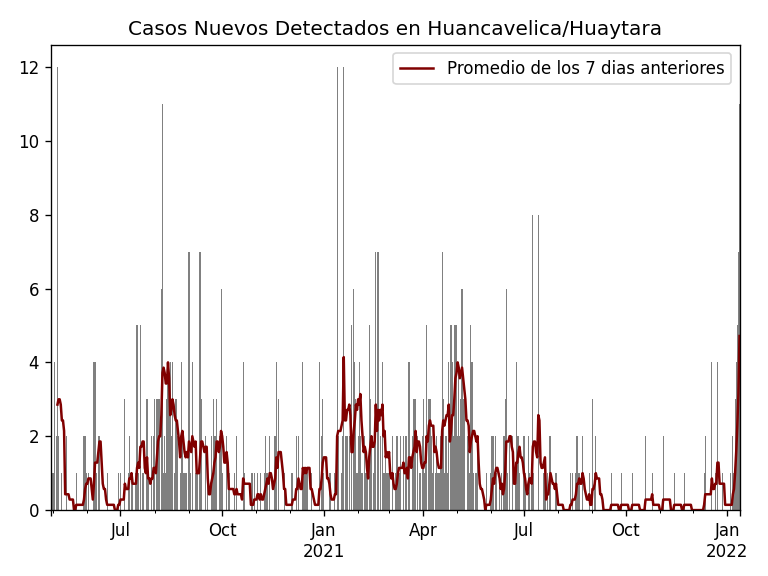 Casos Nuevos Detectados en Huancavelica/Huaytara
Promedio de los 7 dias anteriores
12
10
8
6
4
2
0
Jul
Oct
Jan
2021
Apr
Jul
Oct
Jan
2022